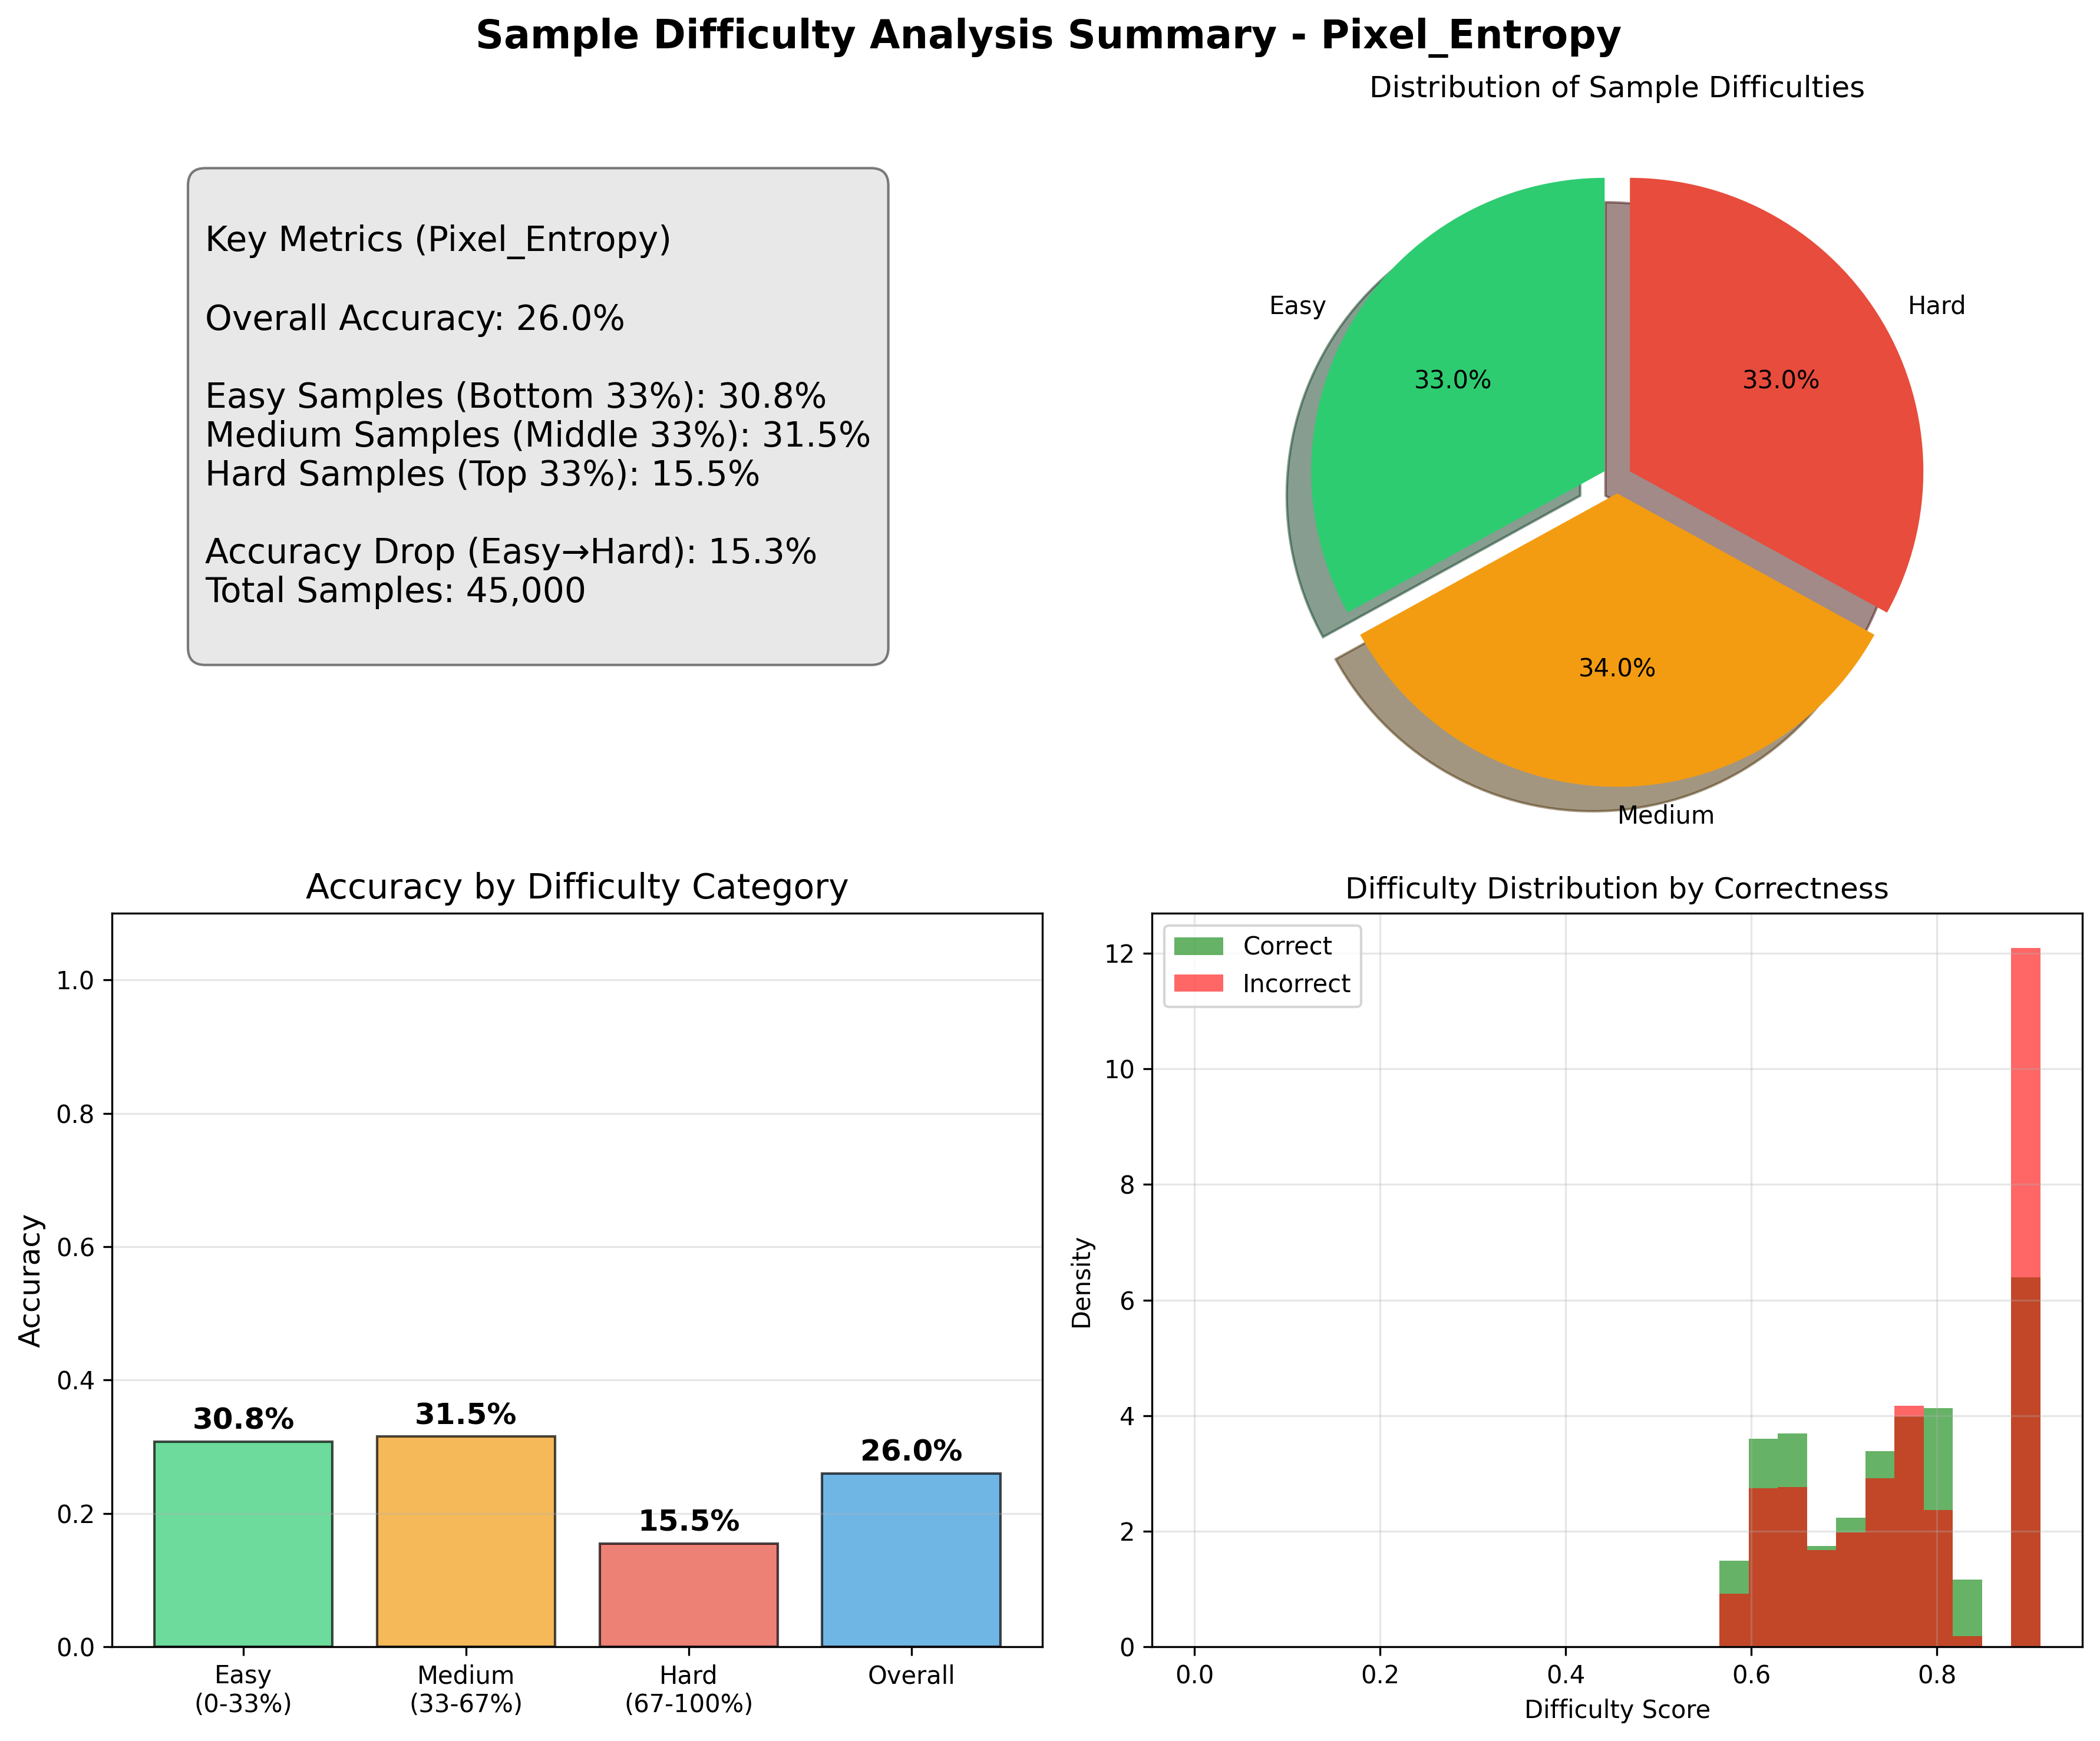 Sample Difficulty Analysis Summary - Pixel_Entropy
Key Metrics (Pixel_Entropy)
Overall Accuracy: 26.0%
Easy Samples (Bottom 33%): 30.8%
Medium Samples (Middle 33%): 31.5%
Hard Samples (Top 33%): 15.5%
Accuracy Drop (Easy→Hard): 15.3%
Total Samples: 45,000
Distribution of Sample Difficulties
Easy
Hard
33.0%
33.0%
34.0%
Medium
Accuracy by Difficulty Category
Accuracy
1.0
0.8
0.6
0.4
0.2
0.0
30.8%
31.5%
15.5%
26.0%
Easy
(0-33%)
Medium
(33-67%)
Hard
(67-100%)
Overall
Difficulty Distribution by Correctness
Correct
Incorrect
Density
12
10
8
6
4
2
0
0.0
0.2
0.4
0.6
0.8
Difficulty Score